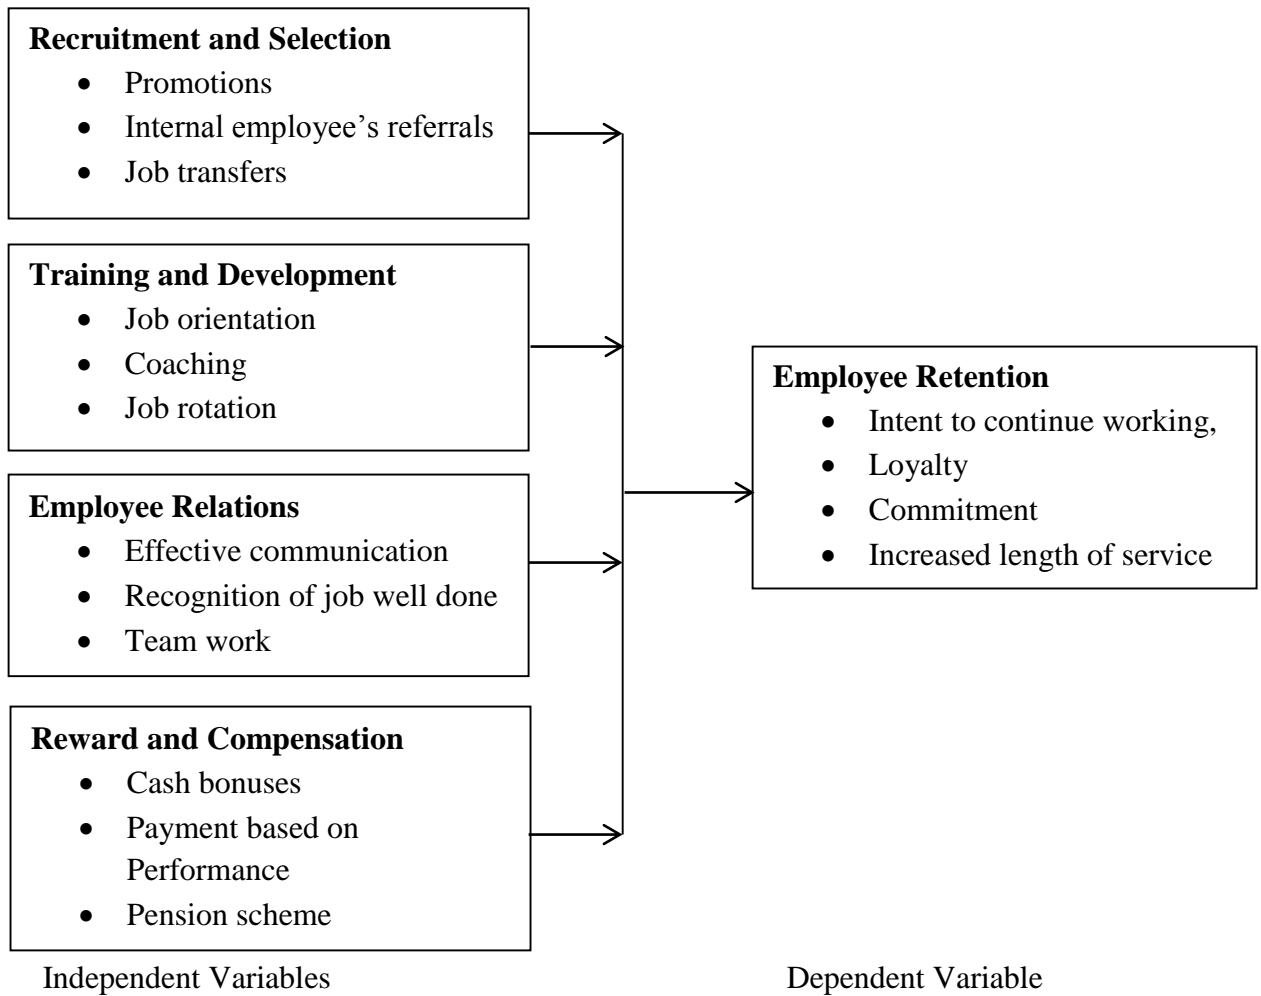 Recruitment and Selection
• Promotions
• Internal employee’s referrals
• Job transfers
Training and Development
• Job orientation
• Coaching
• Job rotation
Employee Relations
• Effective communication
• Recognition of job well done
• Team work
Reward and Compensation
• Cash bonuses
• Payment based on
Performance
• Pension scheme
Independent Variables
Employee Retention
• Intent to continue working,
• Loyalty
• Commitment
• Increased length of service
Dependent Variable